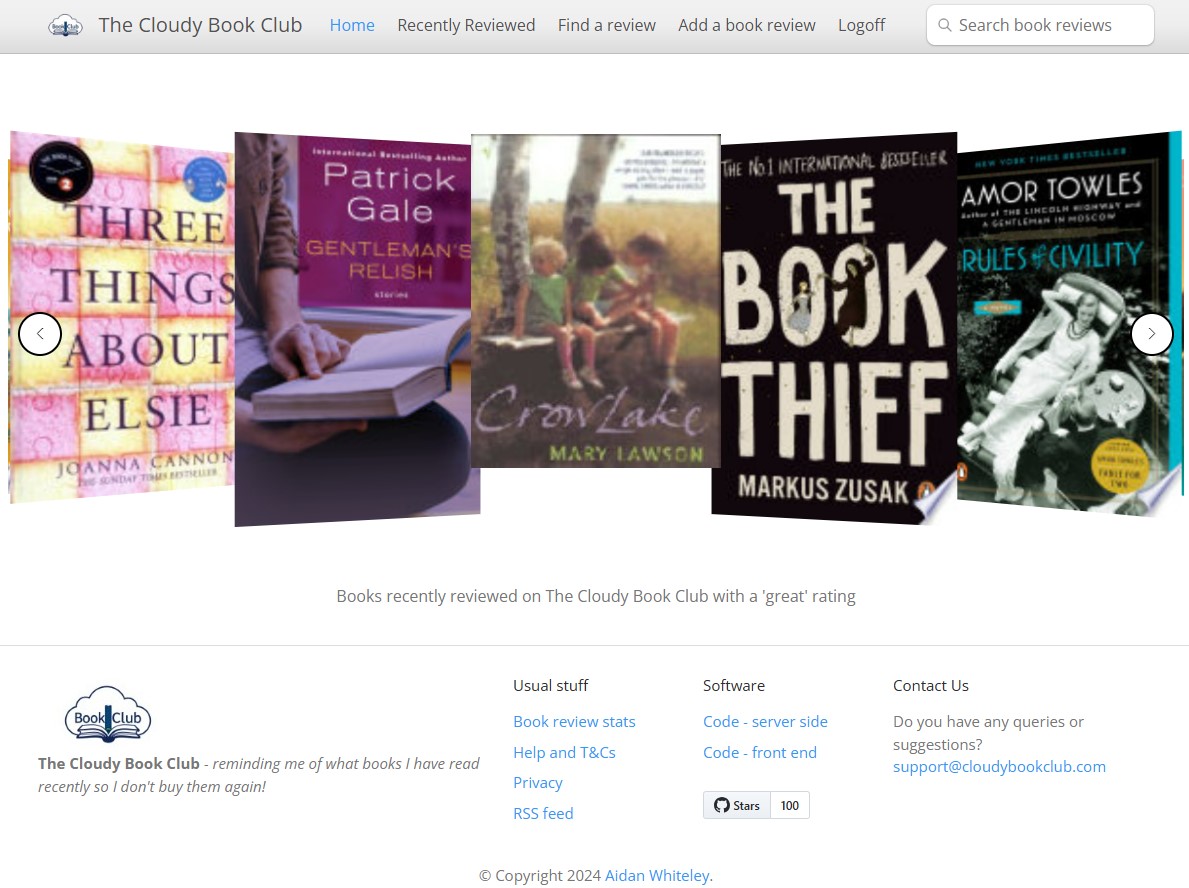 The Cloudy Book Club
Home
Recently Reviewed
Find a review
Add a book review
Logoff
Search book reviews
THREE
THINGS
ABOUT
ELSIE
JOANNA CANNON
THE SUNDAY TIMES BESTSELLER
International Bestselling Author
Patrick
Gale
GENTLEMAN'S
RELISH
stories
Crow Lake
MARY LAWSON
THE NO.1 INTERNATIONAL BESTSELLER
THE
BOOK
THIEF
MARKUS ZUSAK
NEW YORK TIMES BESTSELLER
AMOR TOWLES
Author of THE LINCOLN HIGHWAY and
A GENTLEMAN IN MOSCOW
RULES of CIVILITY
A NOVEL
Books recently reviewed on The Cloudy Book Club with a 'great' rating
Book Club
The Cloudy Book Club - reminding me of what books I have read
recently so I don't buy them again!
Usual stuff
Book review stats
Help and T&Cs
Privacy
RSS feed
Software
Code - server side
Code - front end
Stars 100
Contact Us
Do you have any queries or
suggestions?
support@cloudybookclub.com
© Copyright 2024 Aidan Whiteley.